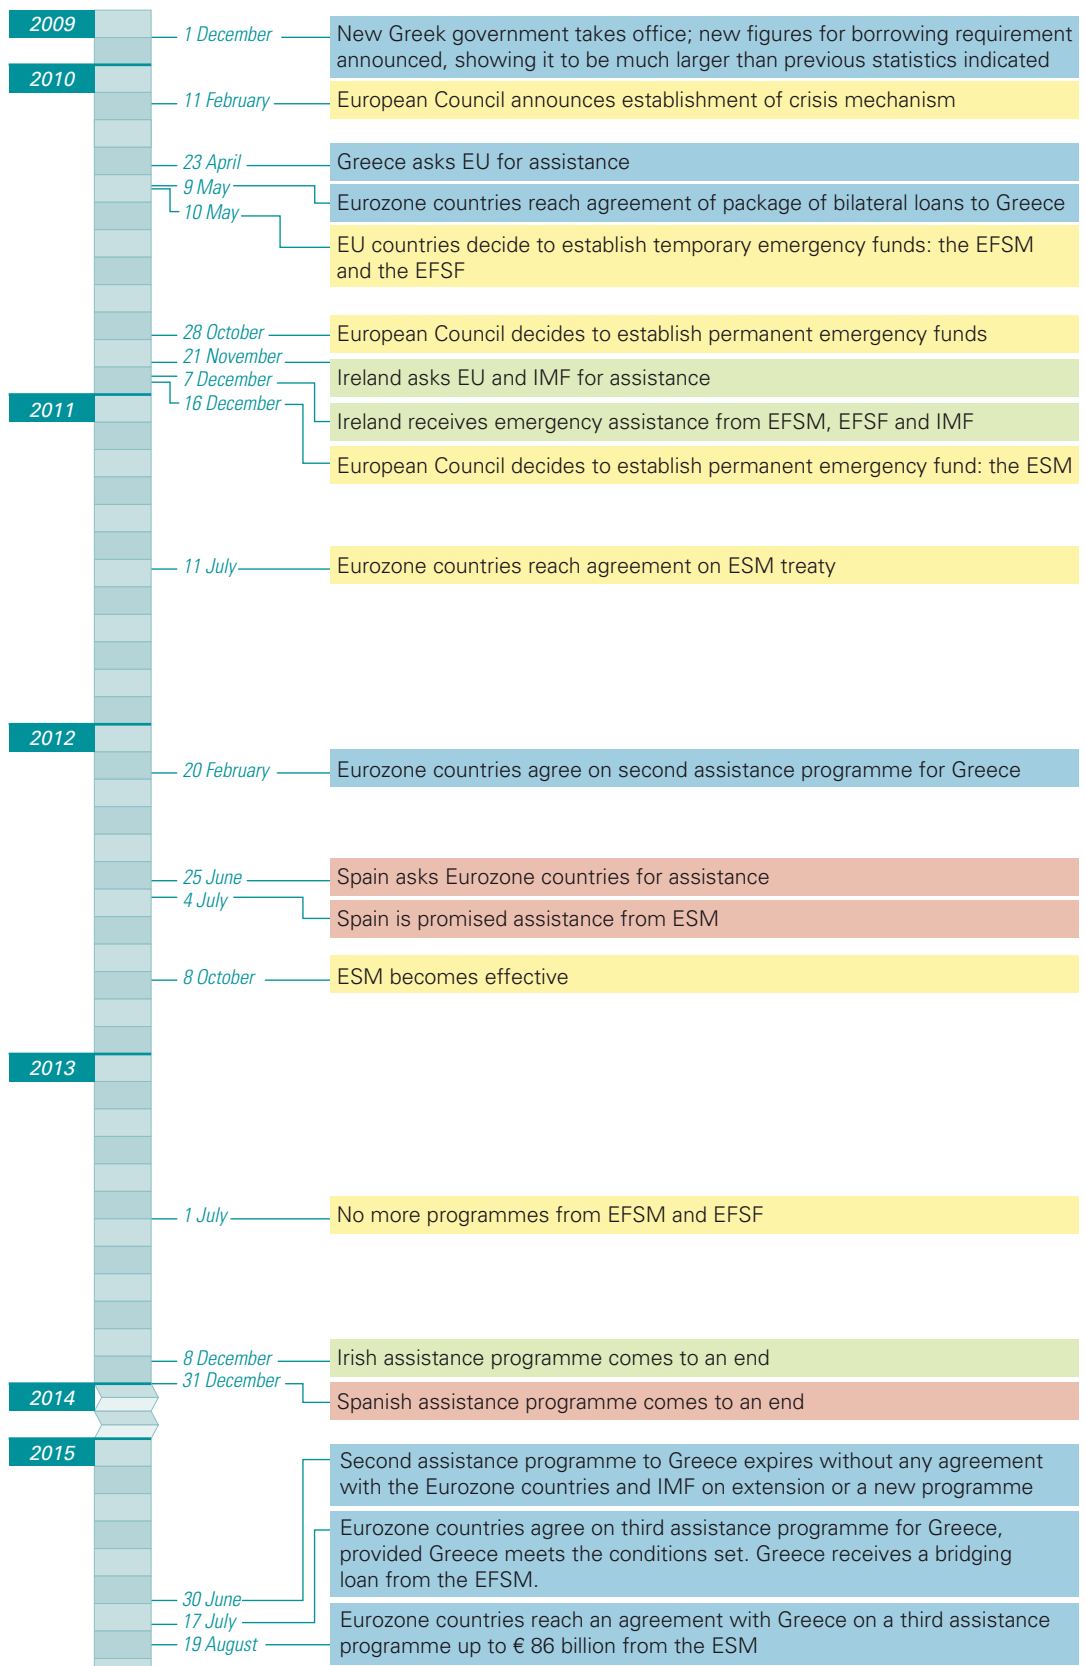 2009
1 December
New Greek government takes office; new figures for borrowing requirement
announced, showing it to be much larger than previous statistics indicated
2010
11 February
European Council announces establishment of crisis mechanism
23 April
Greece asks EU for assistance
9 May
Eurozone countries reach agreement of package of bilateral loans to Greece
10 May
EU countries decide to establish temporary emergency funds: the EFSM
and the EFSF
28 October
European Council decides to establish permanent emergency funds
21 November
Ireland asks EU and IMF for assistance
7 December
Ireland receives emergency assistance from EFSM, EFSF and IMF
16 December
European Council decides to establish permanent emergency fund: the ESM
2011
11 July
Eurozone countries reach agreement on ESM treaty
2012
20 February
Eurozone countries agree on second assistance programme for Greece
25 June
Spain asks Eurozone countries for assistance
4 July
Spain is promised assistance from ESM
8 October
ESM becomes effective
2013
1 July
No more programmes from EFSM and EFSF
8 December
Irish assistance programme comes to an end
31 December
Spanish assistance programme comes to an end
2014
2015
30 June
Second assistance programme to Greece expires without any agreement
with the Eurozone countries and IMF on extension or a new programme
17 July
Eurozone countries agree on third assistance programme for Greece,
provided Greece meets the conditions set. Greece receives a bridging
loan from the EFSM.
19 August
Eurozone countries reach an agreement with Greece on a third assistance
programme up to € 86 billion from the ESM